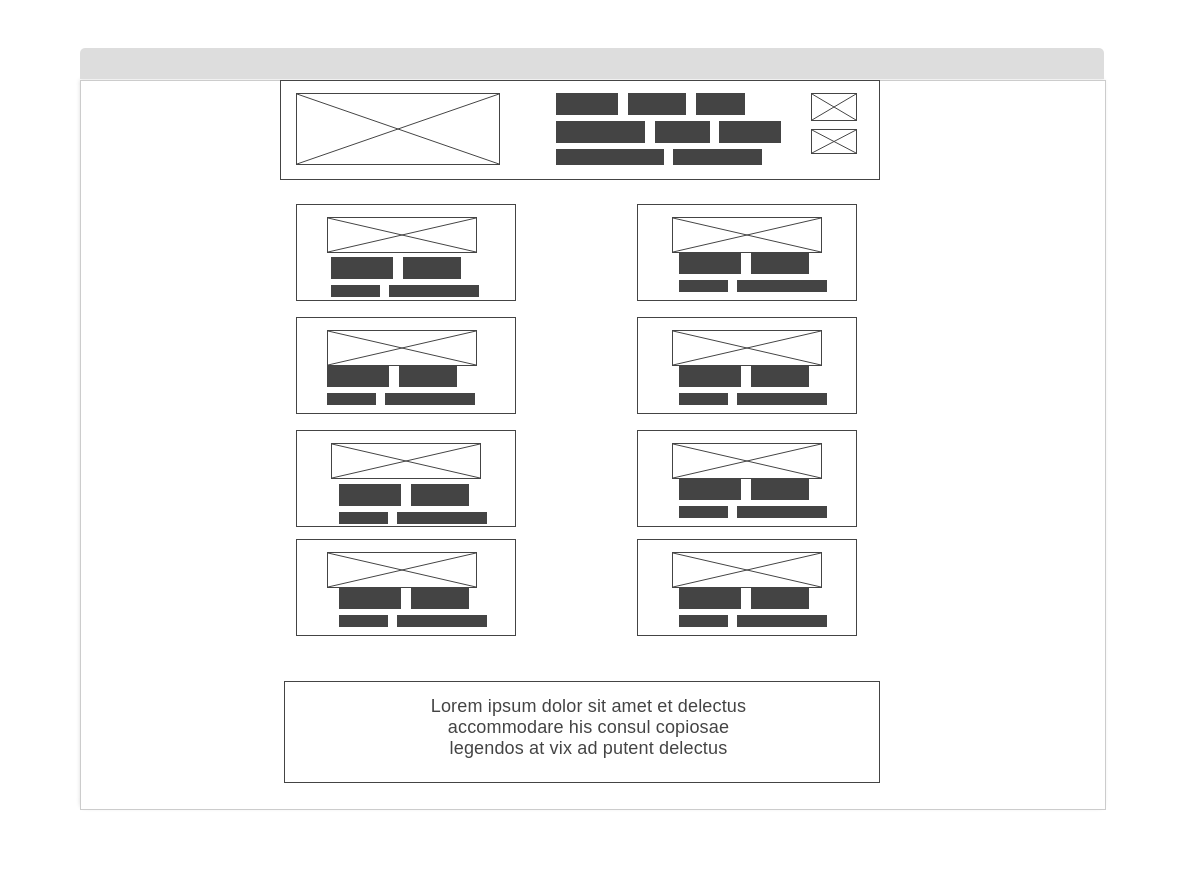 Lorem ipsum dolor sit amet et delectus
accommodare his consul copiosae
legendos at vix ad putent delectus